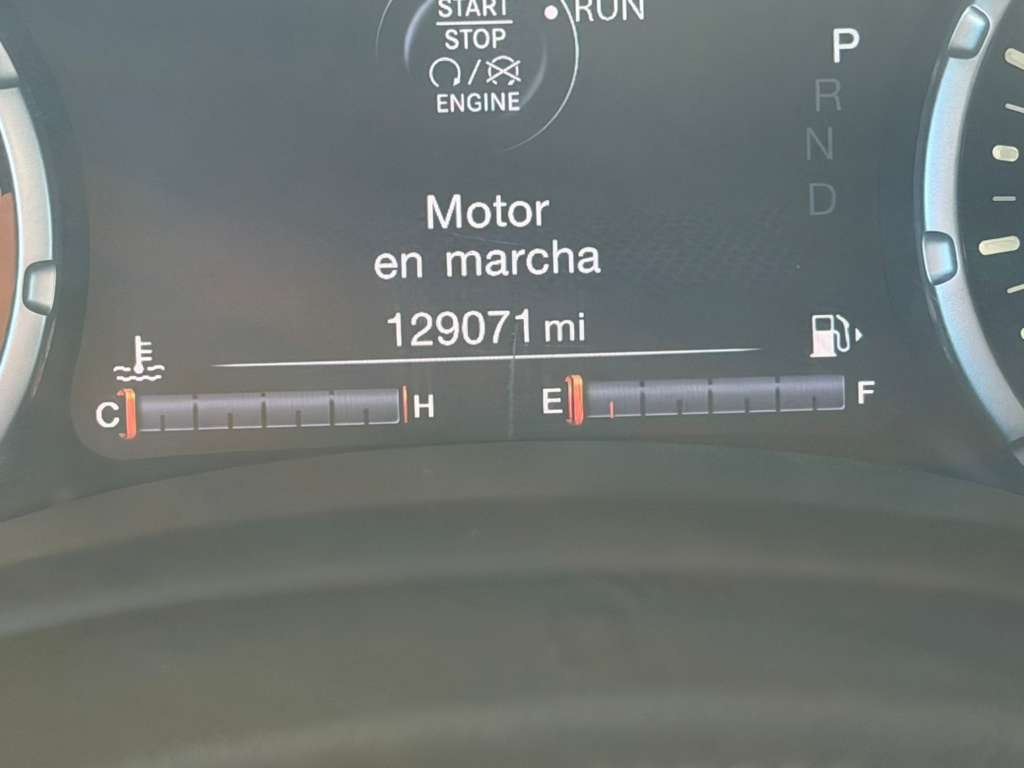 START
STOP
ENGINE
RUN
P
R
N
D
Motor
en marcha
129071 mi
C H
E F